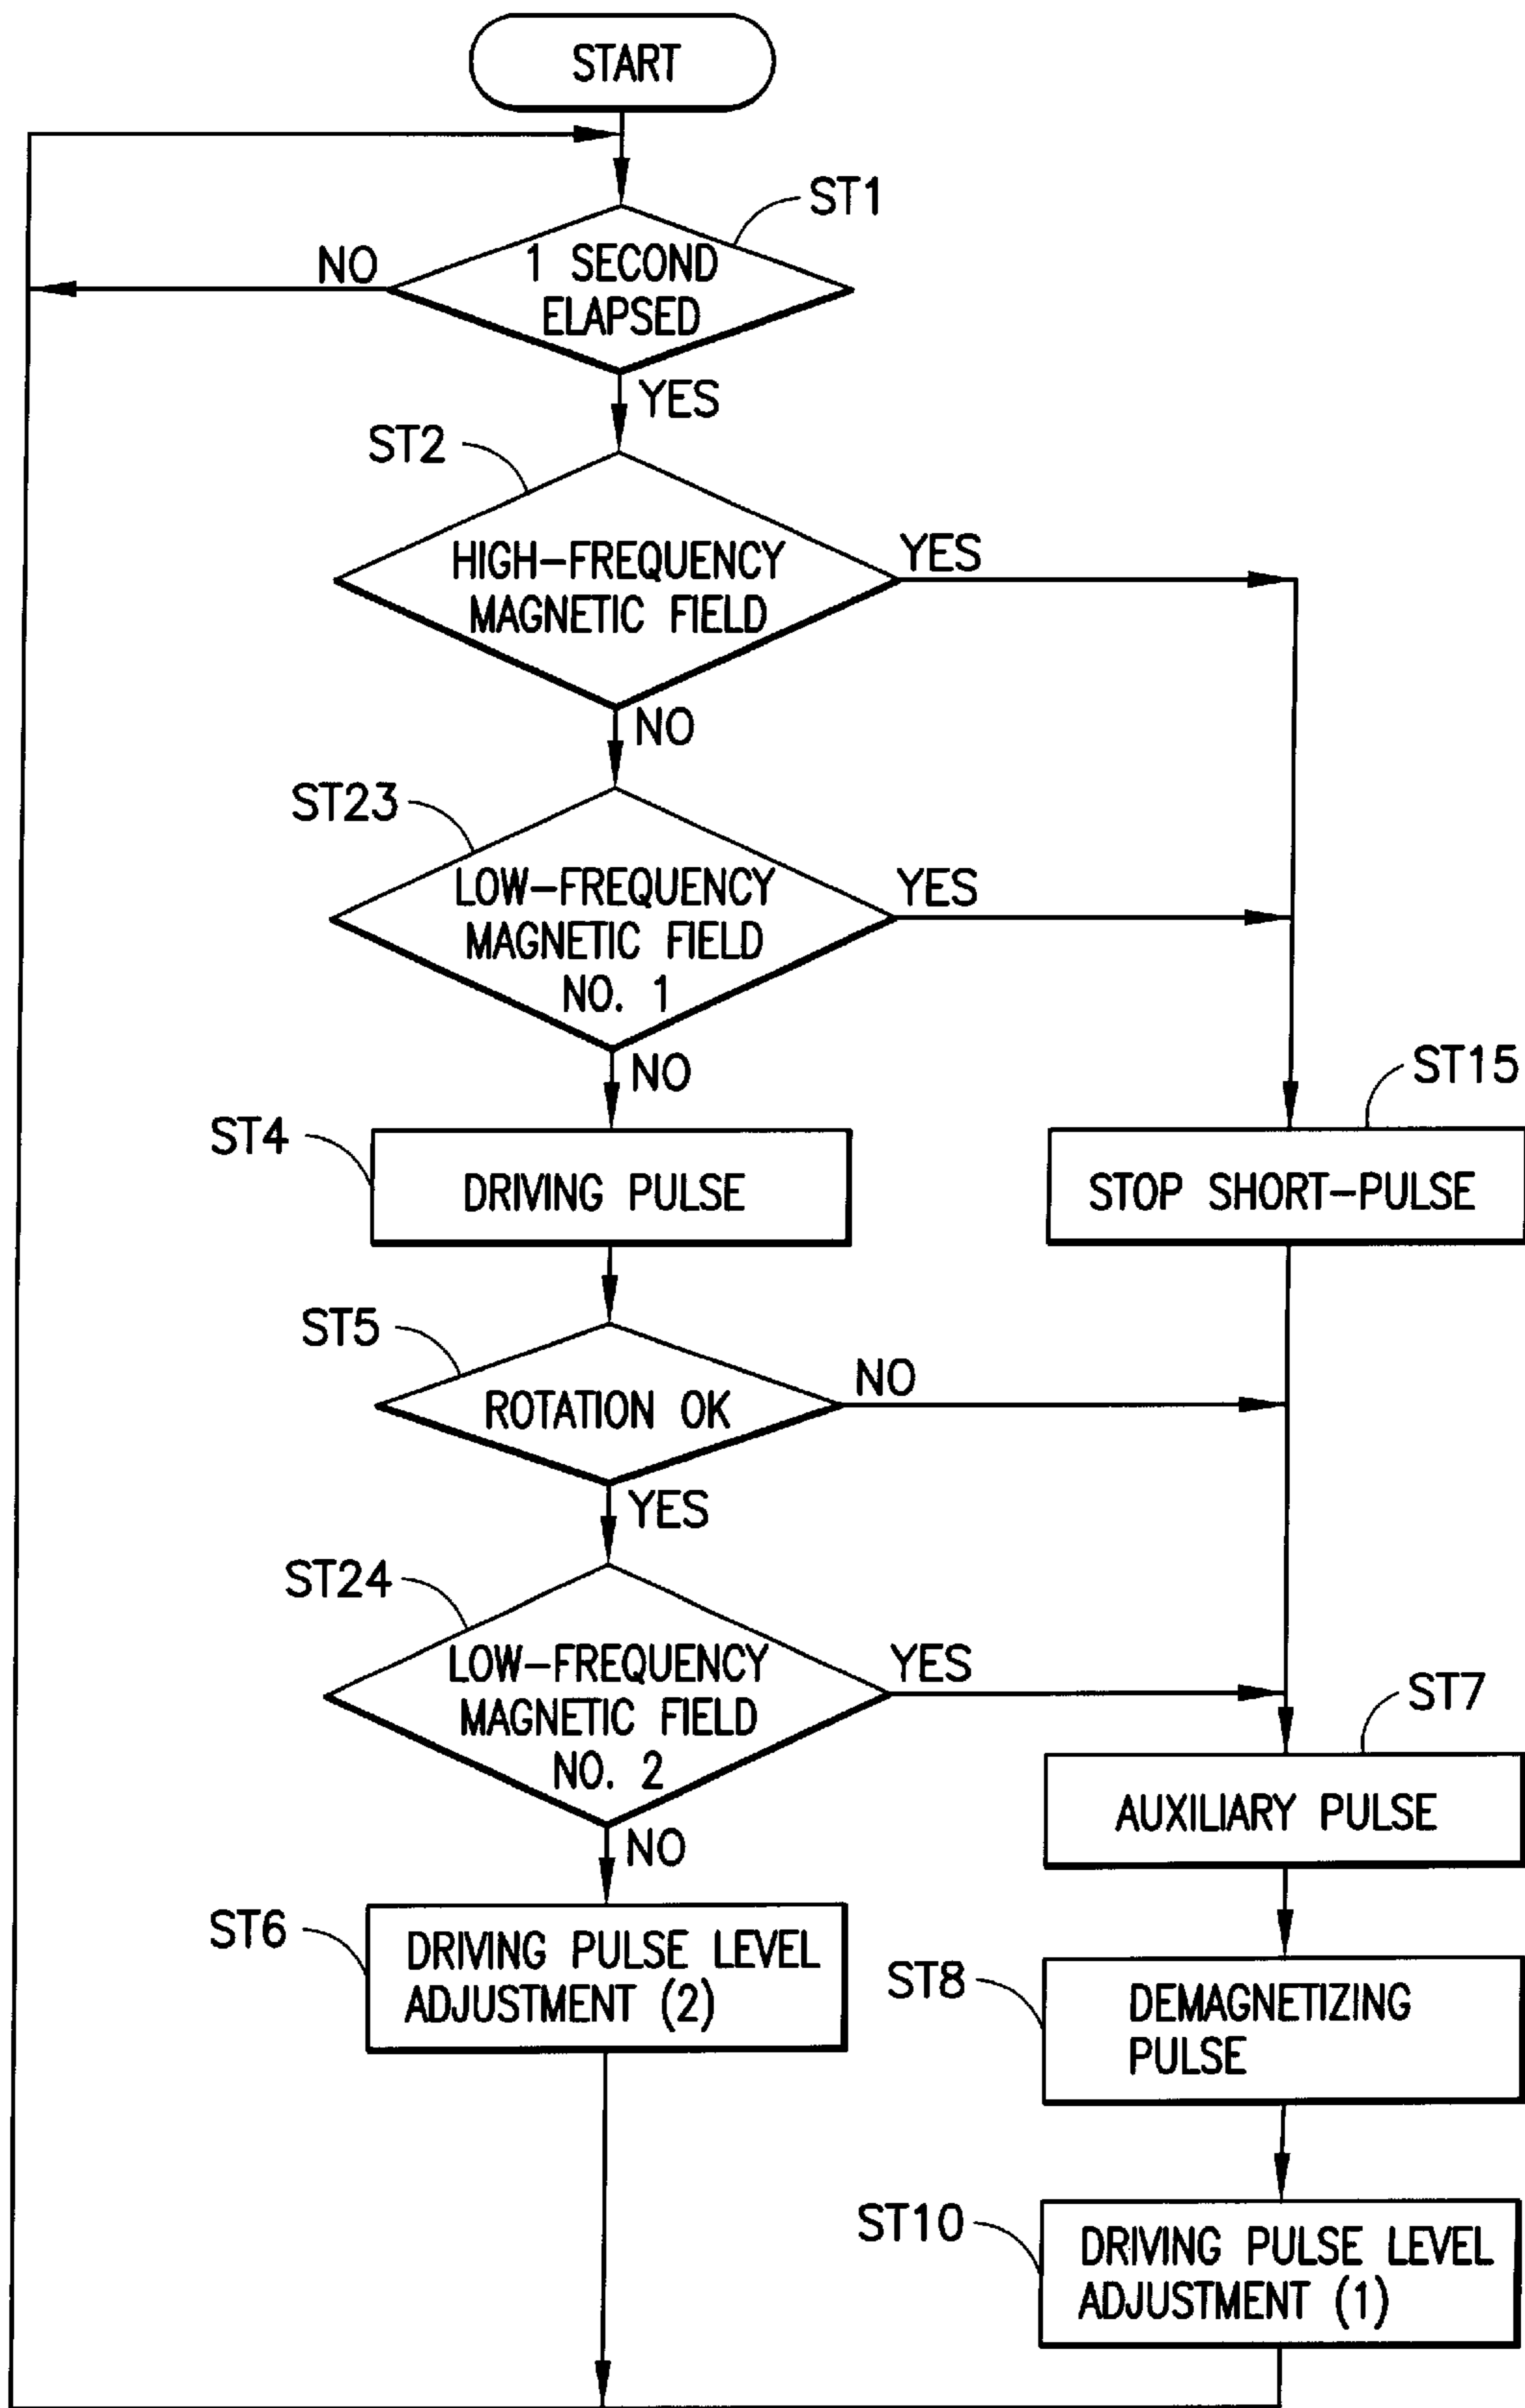 START
ST1
NO
1 SECOND
ELAPSED
YES
ST2
HIGH-FREQUENCY
MAGNETIC FIELD
YES
NO
ST23
LOW-FREQUENCY
MAGNETIC FIELD
NO. 1
YES
NO
ST15
ST4
DRIVING PULSE
STOP SHORT-PULSE
ST5
ROTATION OK
NO
YES
ST24
LOW-FREQUENCY
MAGNETIC FIELD
NO. 2
YES
ST7
AUXILIARY PULSE
NO
ST6
DRIVING PULSE LEVEL
ADJUSTMENT (2)
ST8
DEMAGNETIZING
PULSE
ST10
DRIVING PULSE LEVEL
ADJUSTMENT (1)